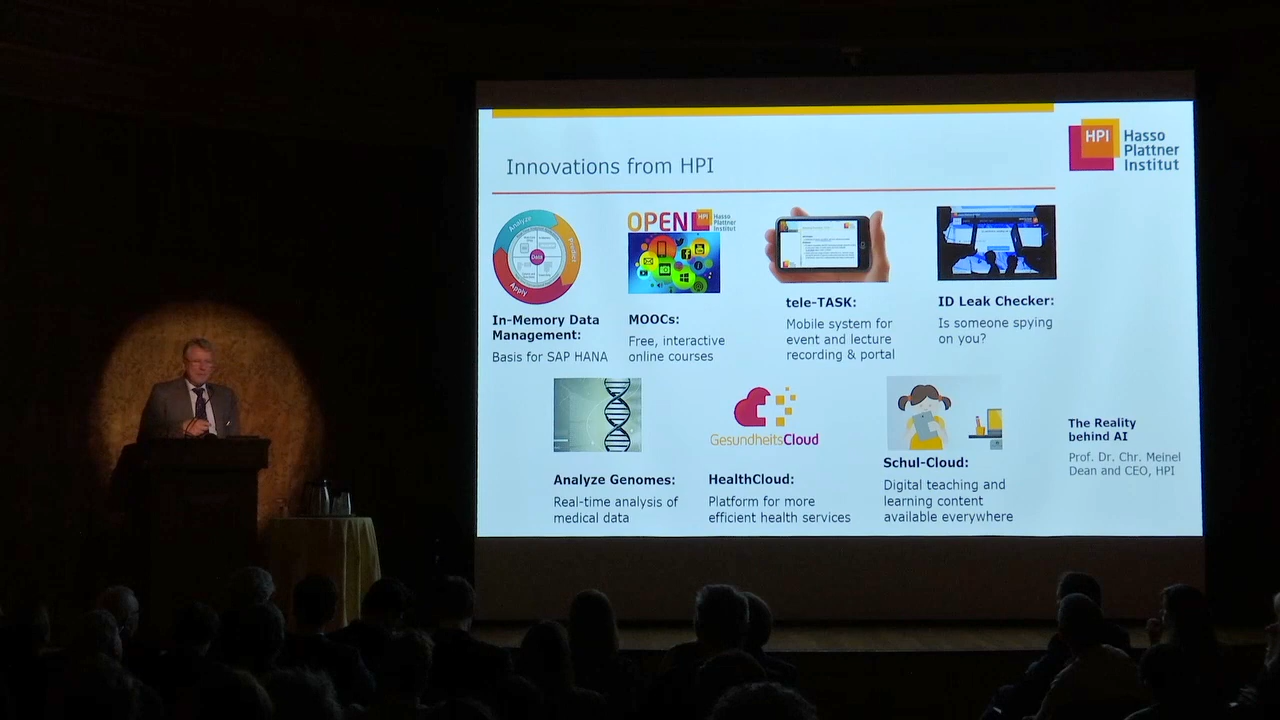 Innovations from HPI
HPI
Hasso
Plattner
Institut
Analyze
Apply
Data
OPEN
HPI
Hasso
Plattner
Institut
In-Memory Data
Management:
Basis for SAP HANA
MOOCs:
Free, interactive
online courses
tele-TASK:
Mobile system for
event and lecture
recording & portal
ID Leak Checker:
Is someone spying
on you?
Analyze Genomes:
Real-time analysis of
medical data
GesundheitsCloud
HealthCloud:
Platform for more
efficient health services
Schul-Cloud:
Digital teaching and
learning content
available everywhere
The Reality
behind AI
Prof. Dr. Chr. Meinel
Dean and CEO, HPI